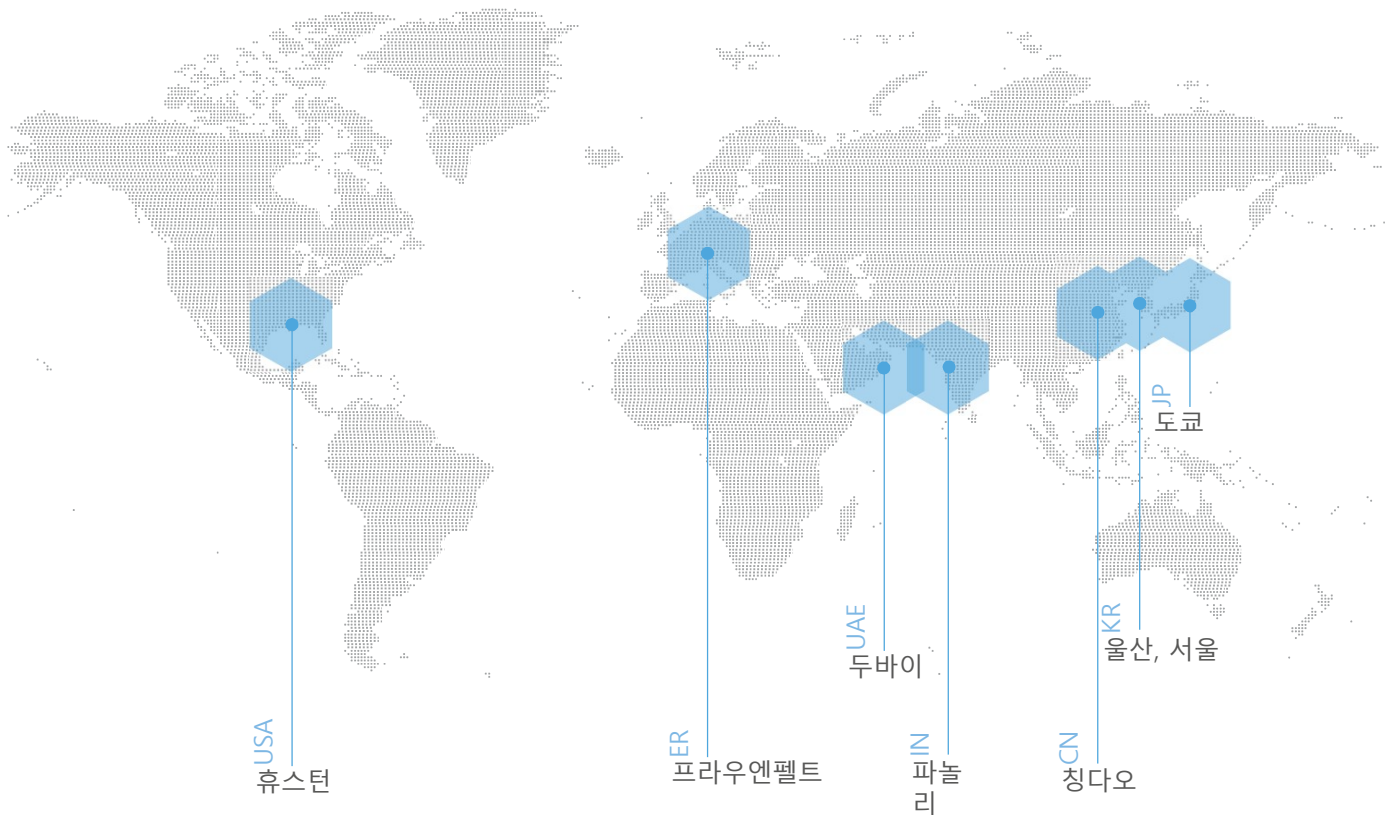 USA
휴스턴
ER
프라우엔펠트
UAE
두바이
IN
파놀
리
CN
칭다오
KR
울산, 서울
JP
도쿄